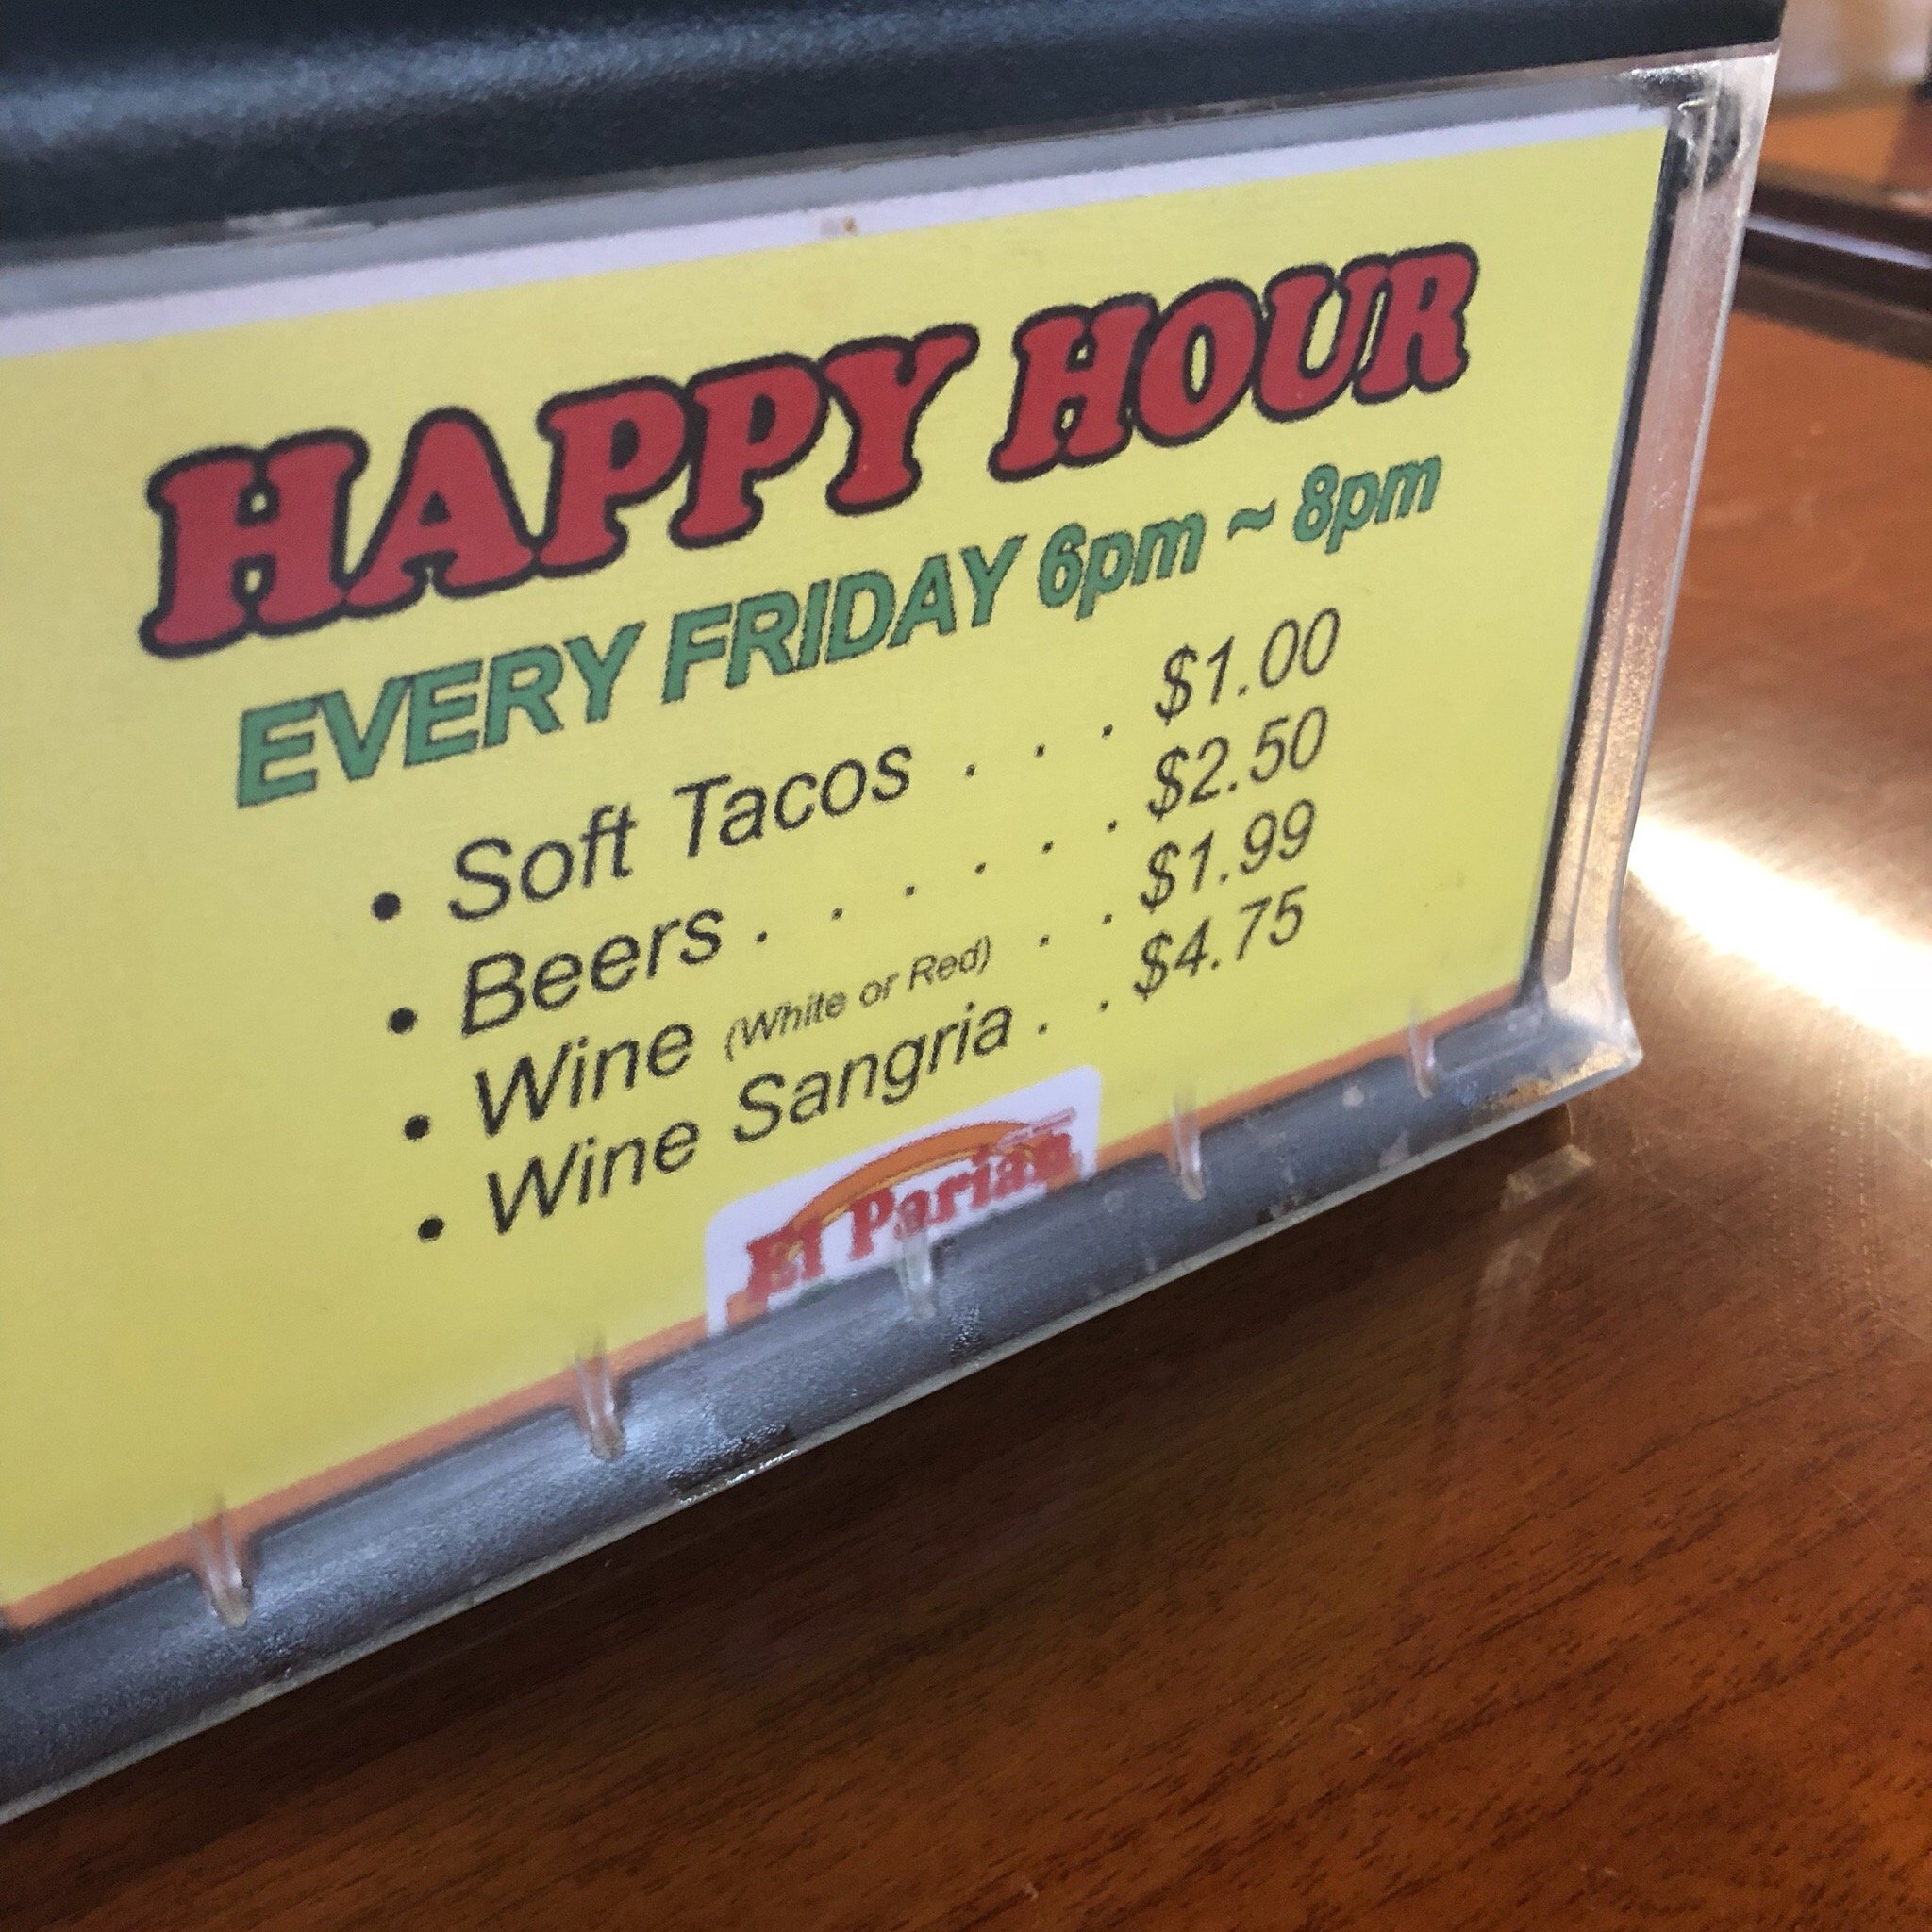 HAPPY HOUR
EVERY FRIDAY 6pm ~ 8pm
• Soft Tacos . . . $1.00
• Beers . . . . . . $2.50
• Wine (White or Red) . . $1.99
• Wine Sangria . . $4.75
El Parian